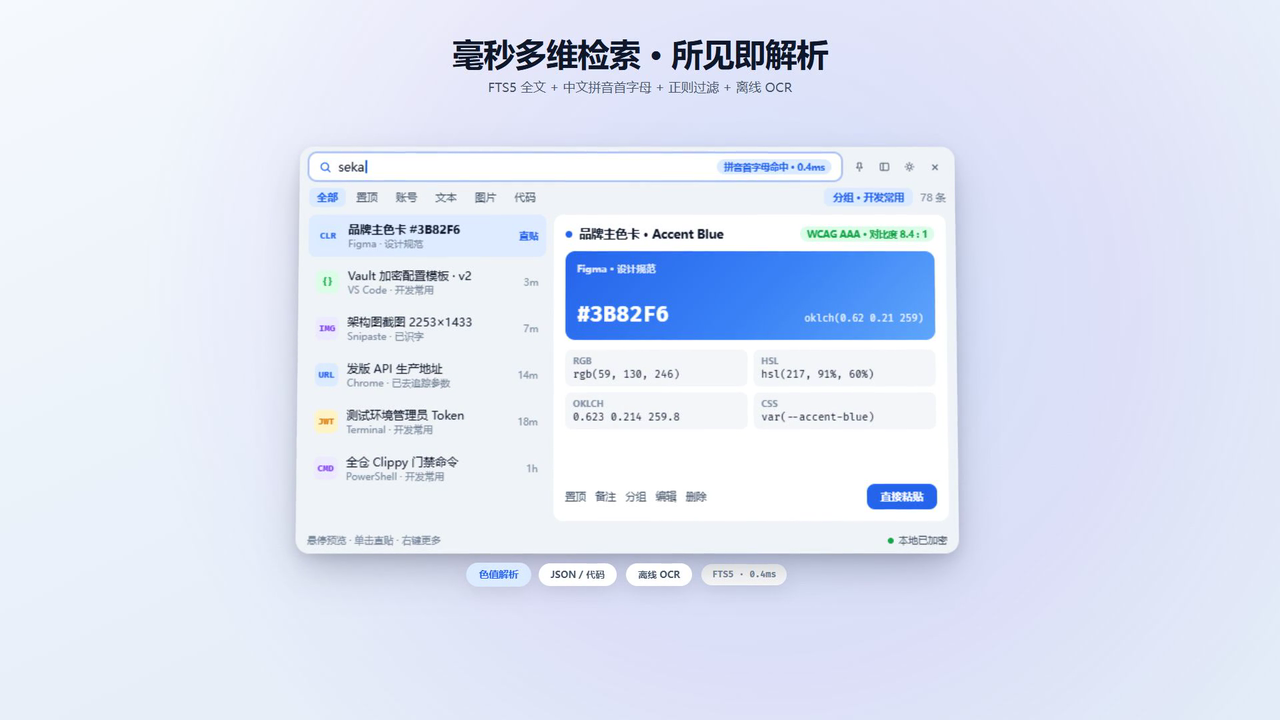 毫秒多维检索 • 所见即解析
FTS5 全文 + 中文拼音首字母 + 正则过滤 + 离线 OCR
seka
拼音首字母命中 • 0.4ms
全部 置顶 账号 文本 图片 代码
分组 • 开发常用 78 条
CLR
品牌主色卡 #3B82F6
Figma · 设计规范
直贴
{}
Vault 加密配置模板 · v2
VS Code · 开发常用
3m
IMG
架构图截图 2253×1433
Snipaste · 已识字
7m
URL
发版 API 生产地址
Chrome · 已去追踪参数
14m
JWT
测试环境管理员 Token
Terminal · 开发常用
18m
CMD
全仓 Clippy 门禁命令
PowerShell · 开发常用
1h
品牌主色卡 • Accent Blue
WCAG AAA • 对比度 8.4 : 1
Figma • 设计规范
#3B82F6
oklch(0.62 0.21 259)
RGB
rgb(59, 130, 246)
HSL
hsl(217, 91%, 60%)
OKLCH
0.623 0.214 259.8
CSS
var(--accent-blue)
置顶 备注 分组 编辑 删除
直接粘贴
悬停预览 · 单击直贴 · 右键更多
本地已加密
色值解析
JSON / 代码
离线 OCR
FTS5 · 0.4ms